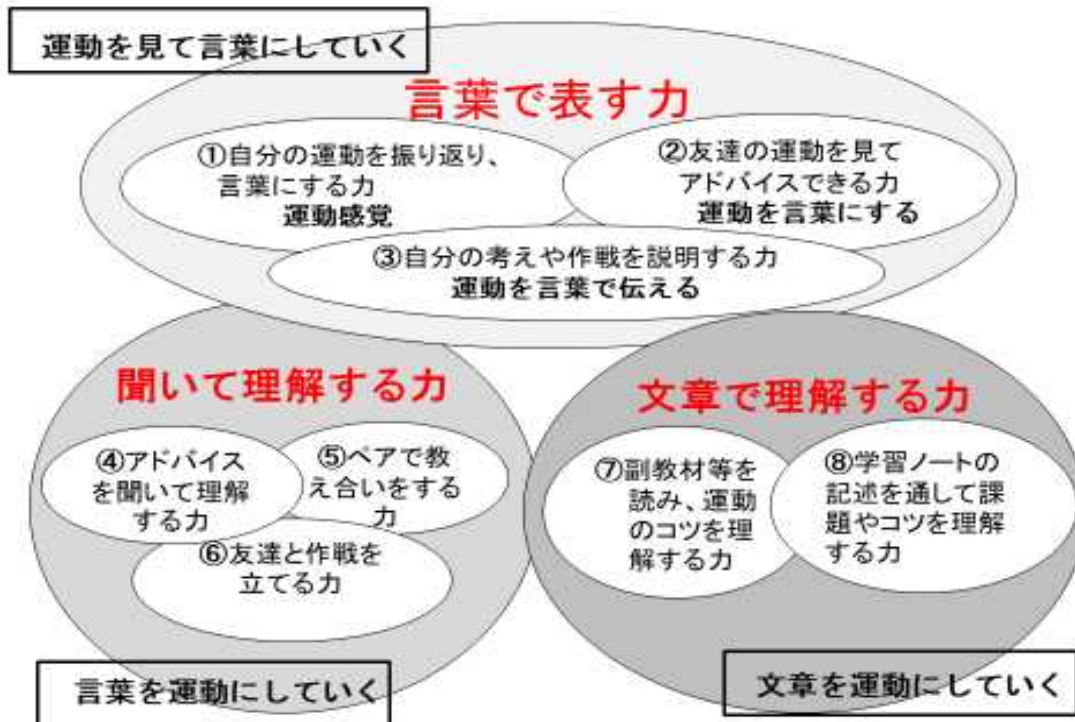 運動を見て言葉にしていく
言葉で表す力
①自分の運動を振り返り、
言葉にする力
運動感覚
②友達の運動を見て
アドバイスできる力
運動を言葉にする
③自分の考えや作戦を説明する力
運動を言葉で伝える
聞いて理解する力
④アドバイス
を聞いて理解
する力
⑤ペアで教
え合いをする
力
⑥友達と作戦を
立てる力
言葉を運動にしていく
文章で理解する力
⑦副教材等を
読み、運動
のコツを理
解する力
⑧学習ノートの
記述を通して課
題やコツを理解
する力
文章を運動にしていく